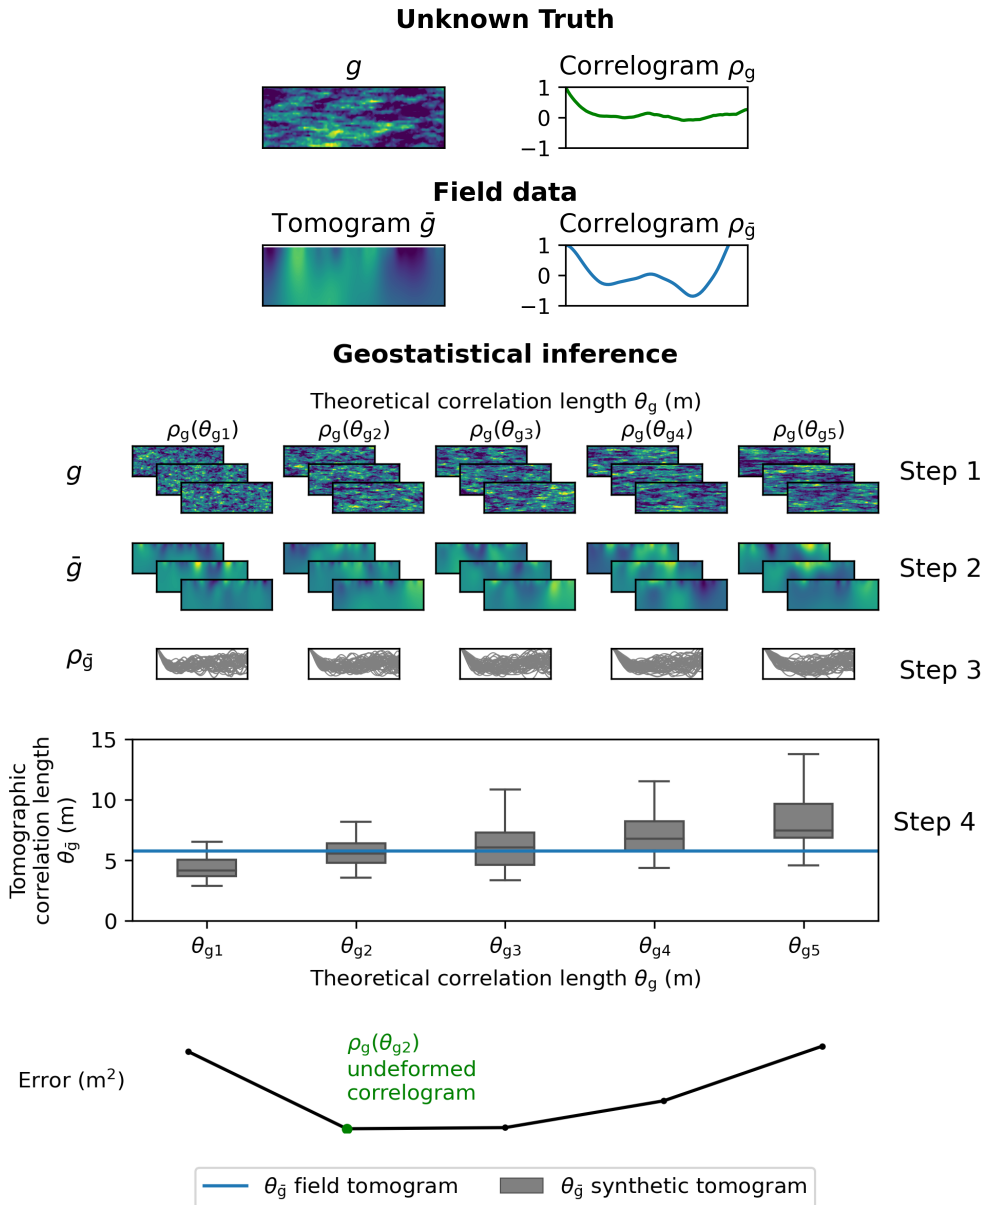 Unknown Truth
g
Correlogram ρg
1
0
−1
Field data
Tomogram ḡ
Correlogram ρḡ
1
0
−1
Geostatistical inference
Theoretical correlation length θg (m)
ρg(θg1) ρg(θg2) ρg(θg3) ρg(θg4) ρg(θg5)
g
Step 1
ḡ
Step 2
ρḡ
Step 3
Tomographic
correlation length
θḡ (m)
15
10
5
0
Step 4
θg1 θg2 θg3 θg4 θg5
Theoretical correlation length θg (m)
Error (m²)
ρg(θg2)
undeformed
correlogram
θḡ field tomogram
θḡ synthetic tomogram